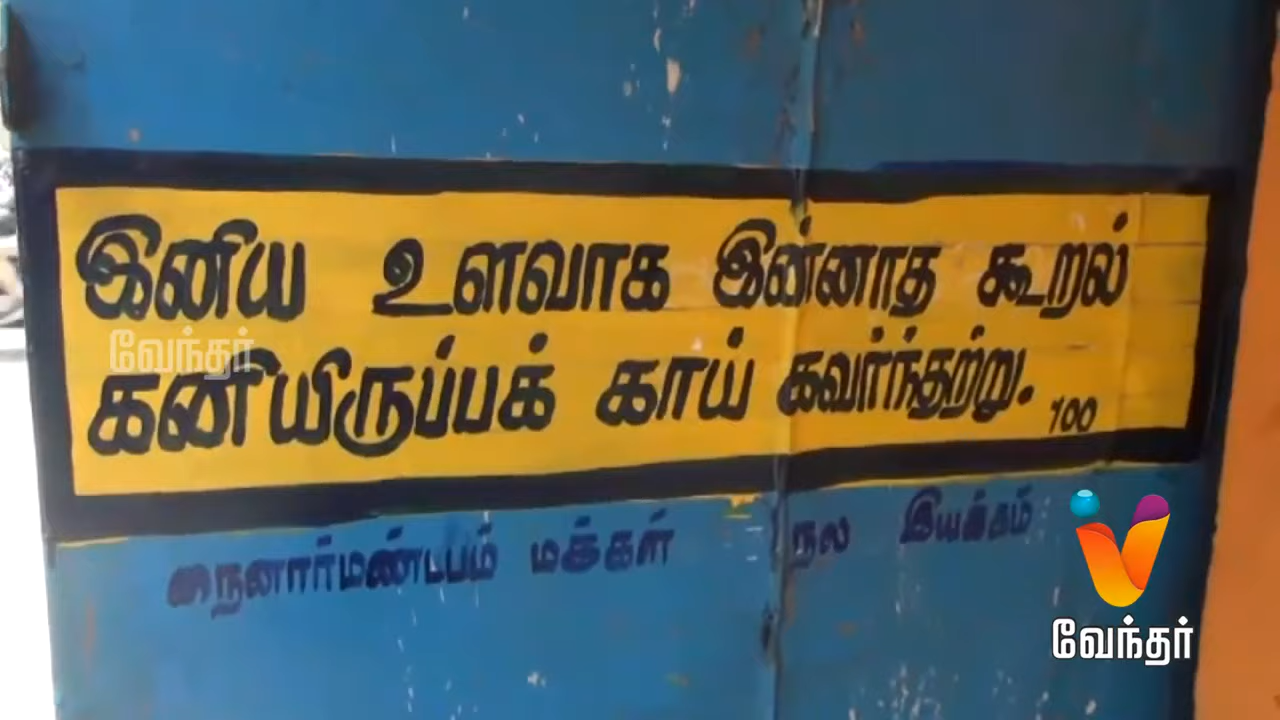 இனிய உளவாக இன்னாத கூறல்
கனியிருப்பக் காய் கவர்ந்தற்று.
100
வேந்தர்
நைனார்மண்டபம் மக்கள் நல இயக்கம்
வேந்தர்